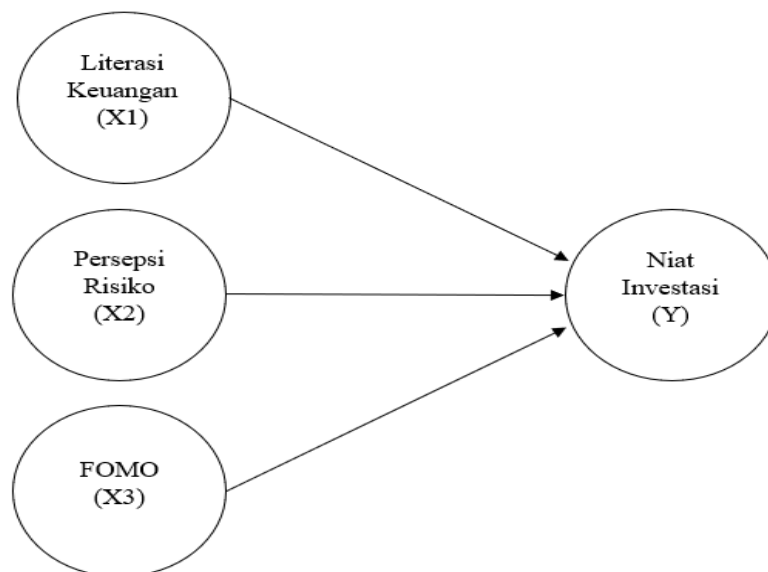 Literasi
Keuangan
(X1)
Persepsi
Risiko
(X2)
FOMO
(X3)
Niat
Investasi
(Y)